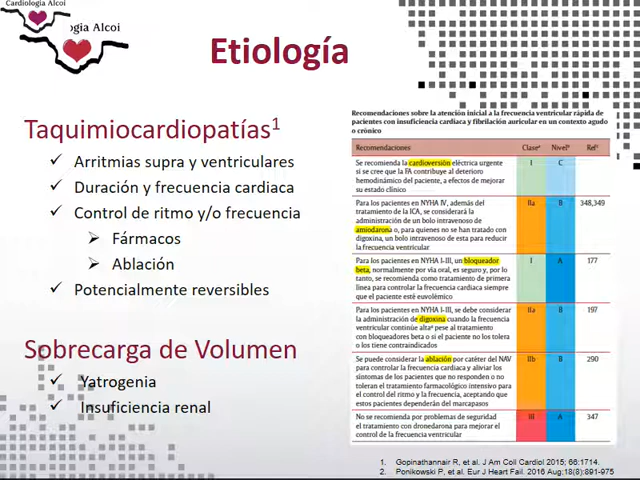 Cardiología Alcoi
ogia Alcoi
Etiología
Taquimiocardiopatías1
Arritmias supra y ventriculares
Duración y frecuencia cardiaca
Control de ritmo y/o frecuencia
Fármacos
Ablación
Potencialmente reversibles
Sobrecarga de Volumen
Yatrogenia
Insuficiencia renal
Recomendaciones sobre la atención inicial a la frecuencia ventricular rápida de
pacientes con insuficiencia cardiaca y fibrilación auricular en un contexto agudo
o crónico
Recomendaciones Clasea Nivelb Refc
Se recomienda la cardioversión eléctrica urgente I C
si se cree que la FA contribuye al deterioro
hemodinámico del paciente, a efectos de mejorar
su estado clínico
Para los pacientes en NYHA IV, además del IIa B 348,349
tratamiento de la ICA, se considerará la
administración de un bolo intravenoso de
amiodarona o, para quienes no se han tratado con
digoxina, un bolo intravenoso de esta para reducir
la frecuencia ventricular
Para los pacientes en NYHA I-III, un bloqueador I A 177
beta, normalmente por vía oral, es seguro y, por lo
tanto, se recomienda como tratamiento de primera
línea para controlar la frecuencia cardiaca siempre
que el paciente esté euvolémico
Para los pacientes en NYHA I-III, se debe considerar IIa B 197
la administración de digoxina cuando la frecuencia
ventricular continúe altad pese al tratamiento
con bloqueadores beta o si el paciente no los tolera
o los tiene contraindicados
Se puede considerar la ablación por catéter del NAV IIb B 290
para controlar la frecuencia cardiaca y aliviar los
síntomas de los pacientes que no responden o no
toleran el tratamiento farmacológico intensivo para
el control del ritmo y la frecuencia, aceptando que
estos pacientes dependerán del marcapasos
No se recomienda por problemas de seguridad III A 347
el tratamiento con dronedarona para mejorar el
control de la frecuencia ventricular
1. Gopinathannair R, et al. J Am Coll Cardiol 2015; 66:1714.
2. Ponikowski P, et al. Eur J Heart Fail. 2016 Aug;18(8):891-975